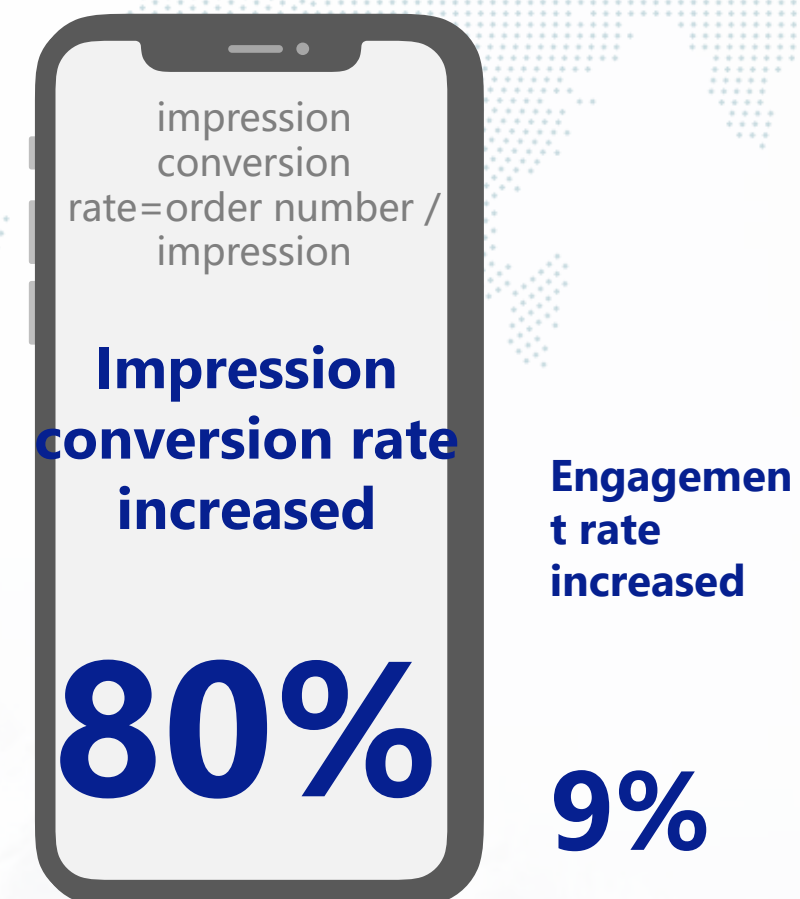 impression
conversion
rate=order number /
impression
Impression
conversion rate
increased
80%
Engagemen
t rate
increased
9%